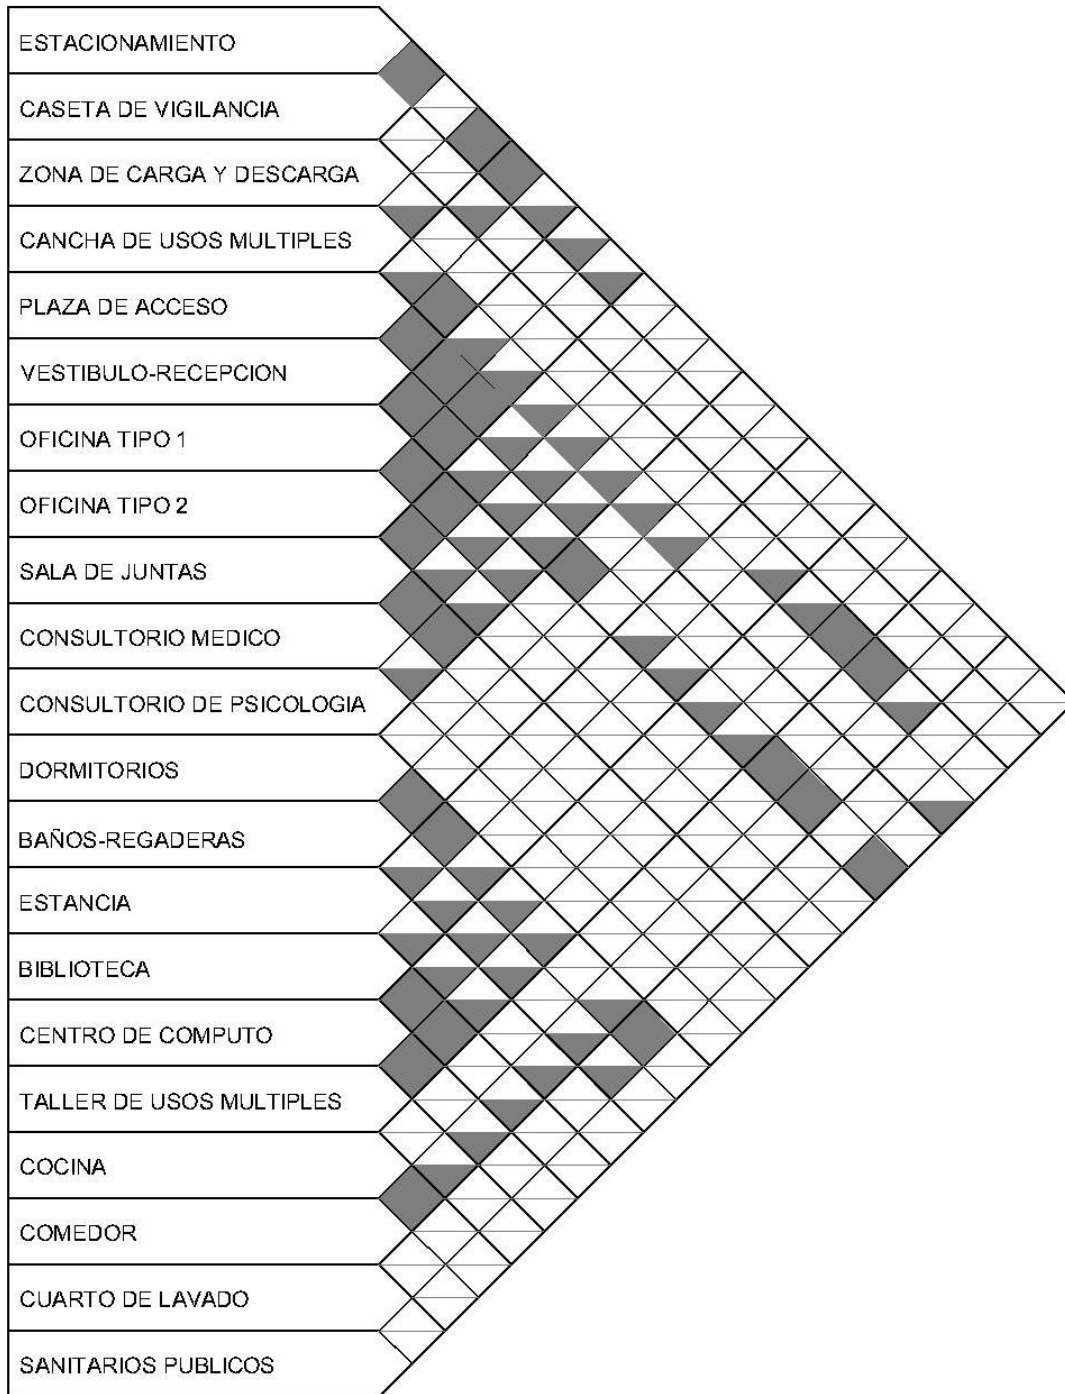 ESTACIONAMIENTO
CASETA DE VIGILANCIA
ZONA DE CARGA Y DESCARGA
CANCHA DE USOS MULTIPLES
PLAZA DE ACCESO
VESTIBULO-RECEPCION
OFICINA TIPO 1
OFICINA TIPO 2
SALA DE JUNTAS
CONSULTORIO MEDICO
CONSULTORIO DE PSICOLOGIA
DORMITORIOS
BAÑOS-REGADERAS
ESTANCIA
BIBLIOTECA
CENTRO DE COMPUTO
TALLER DE USOS MULTIPLES
COCINA
COMEDOR
CUARTO DE LAVADO
SANITARIOS PUBLICOS